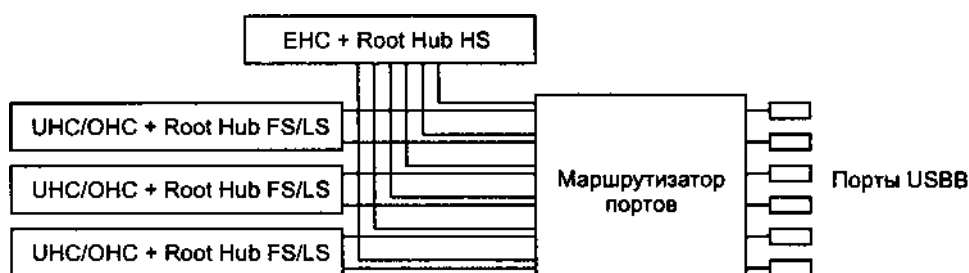 EHC + Root Hub HS
UHC/OHC + Root Hub FS/LS
UHC/OHC + Root Hub FS/LS
UHC/OHC + Root Hub FS/LS
Маршрутизатор
портов
Порты USBB